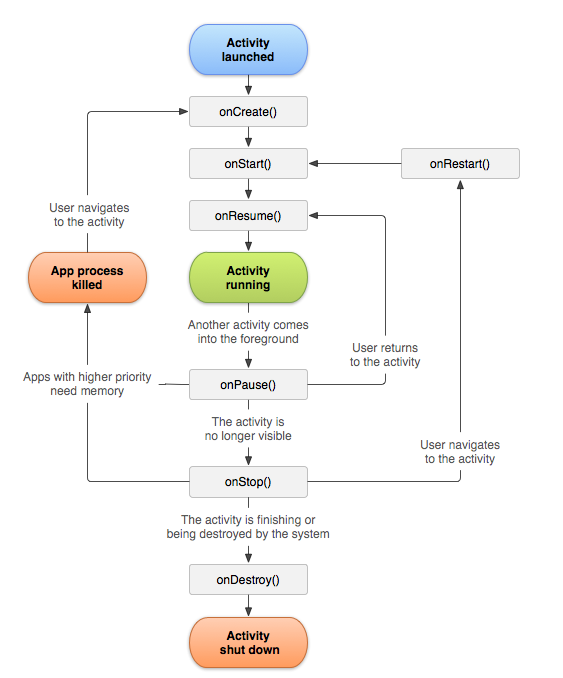 Activity
launched
onCreate()
onStart()
onRestart()
onResume()
User navigates
to the activity
App process
killed
Activity
running
Another activity comes
into the foreground
User returns
to the activity
Apps with higher priority
need memory
onPause()
The activity is
no longer visible
User navigates
to the activity
onStop()
The activity is finishing or
being destroyed by the system
onDestroy()
Activity
shut down